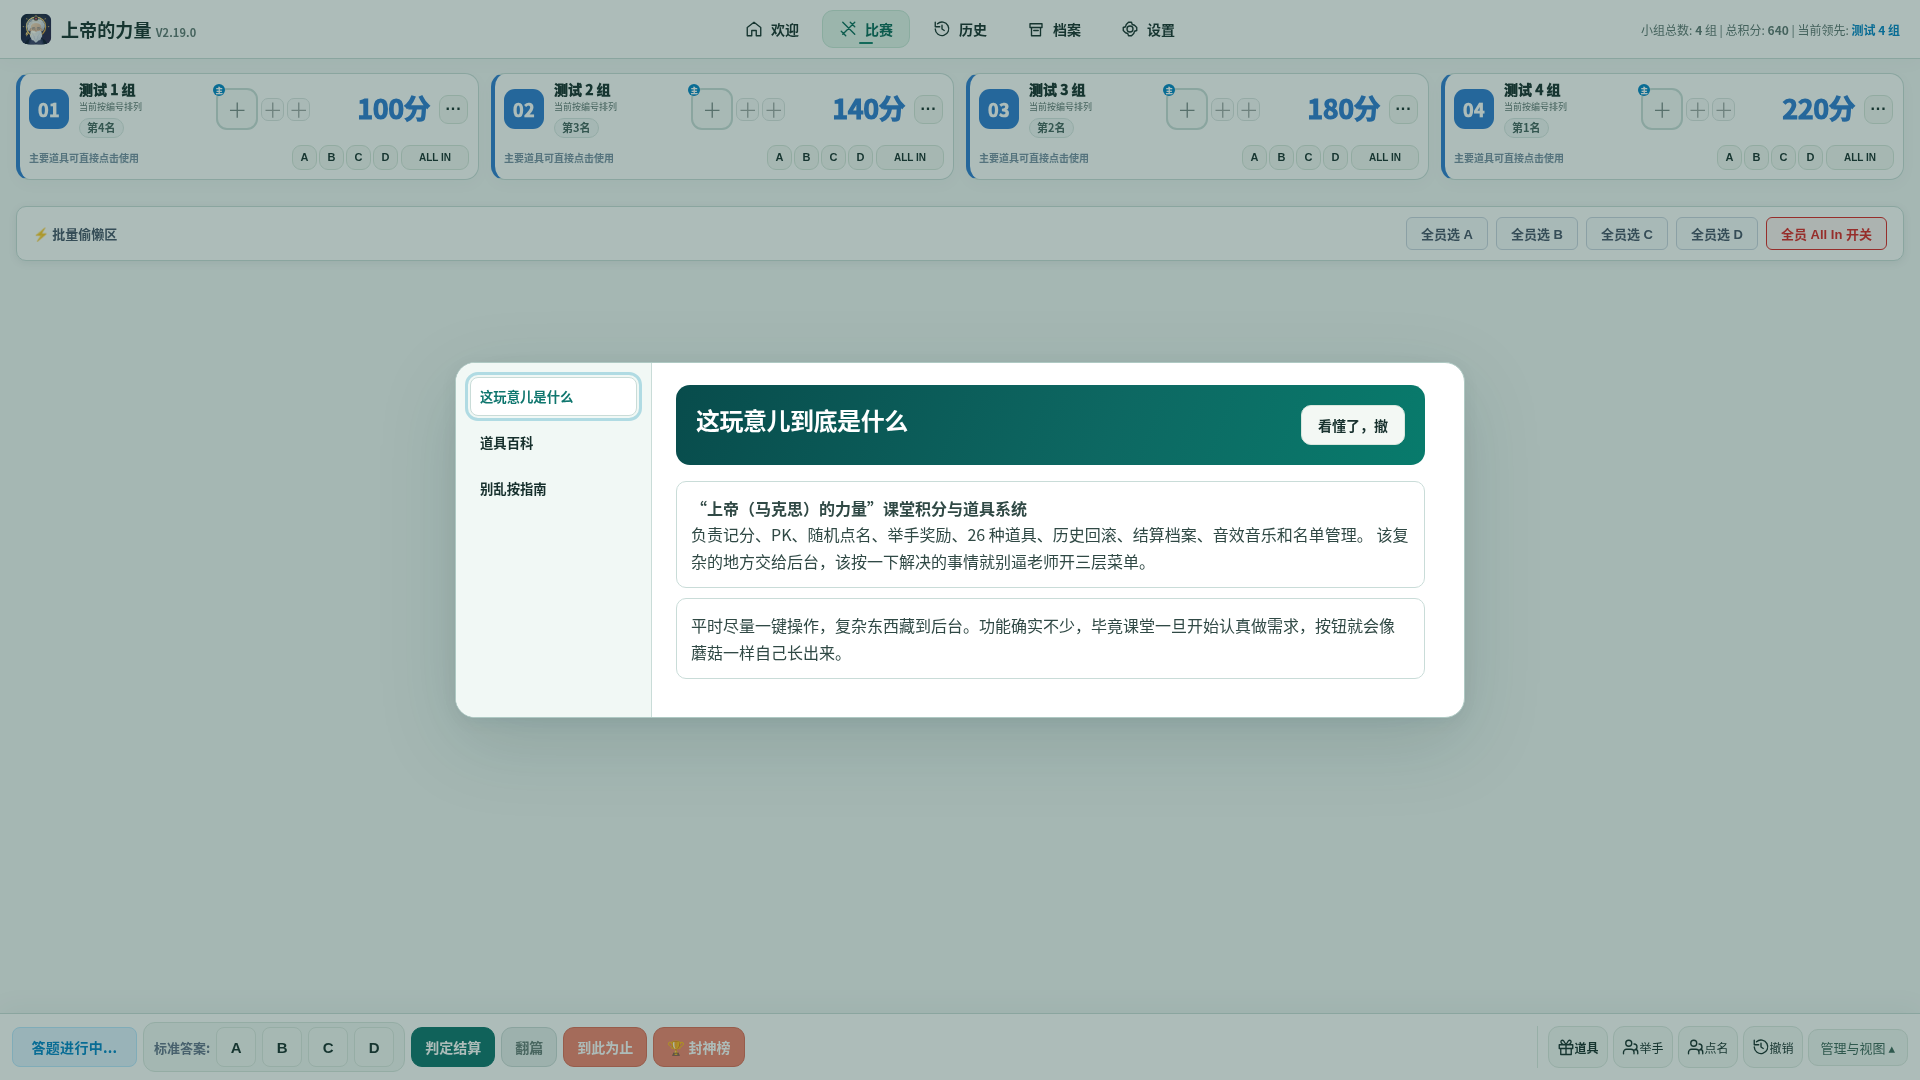 上帝的力量 V2.19.0
欢迎
比赛
历史
档案
设置
小组总数: 4 组 | 总积分: 640 | 当前领先: 测试 4 组
01
测试 1 组
当前按编号排列
第4名
主
100分
...
主要道具可直接点击使用
A B C D ALL IN
02
测试 2 组
当前按编号排列
第3名
主
140分
...
主要道具可直接点击使用
A B C D ALL IN
03
测试 3 组
当前按编号排列
第2名
主
180分
...
主要道具可直接点击使用
A B C D ALL IN
04
测试 4 组
当前按编号排列
第1名
主
220分
...
主要道具可直接点击使用
A B C D ALL IN
⚡ 批量偷懒区
全员选 A
全员选 B
全员选 C
全员选 D
全员 All In 开关
这玩意儿是什么
道具百科
别乱按指南
这玩意儿到底是什么
看懂了，撤
“上帝（马克思）的力量”课堂积分与道具系统
负责记分、PK、随机点名、举手奖励、26 种道具、历史回滚、结算档案、音效音乐和名单管理。 该复
杂的地方交给后台，该按一下解决的事情就别逼老师开三层菜单。
平时尽量一键操作，复杂东西藏到后台。功能确实不少，毕竟课堂一旦开始认真做需求，按钮就会像
蘑菇一样自己长出来。
答题进行中...
标准答案: A B C D
判定结算
翻篇
到此为止
🏆 封神榜
道具
举手
点名
撤销
管理与视图 ▴